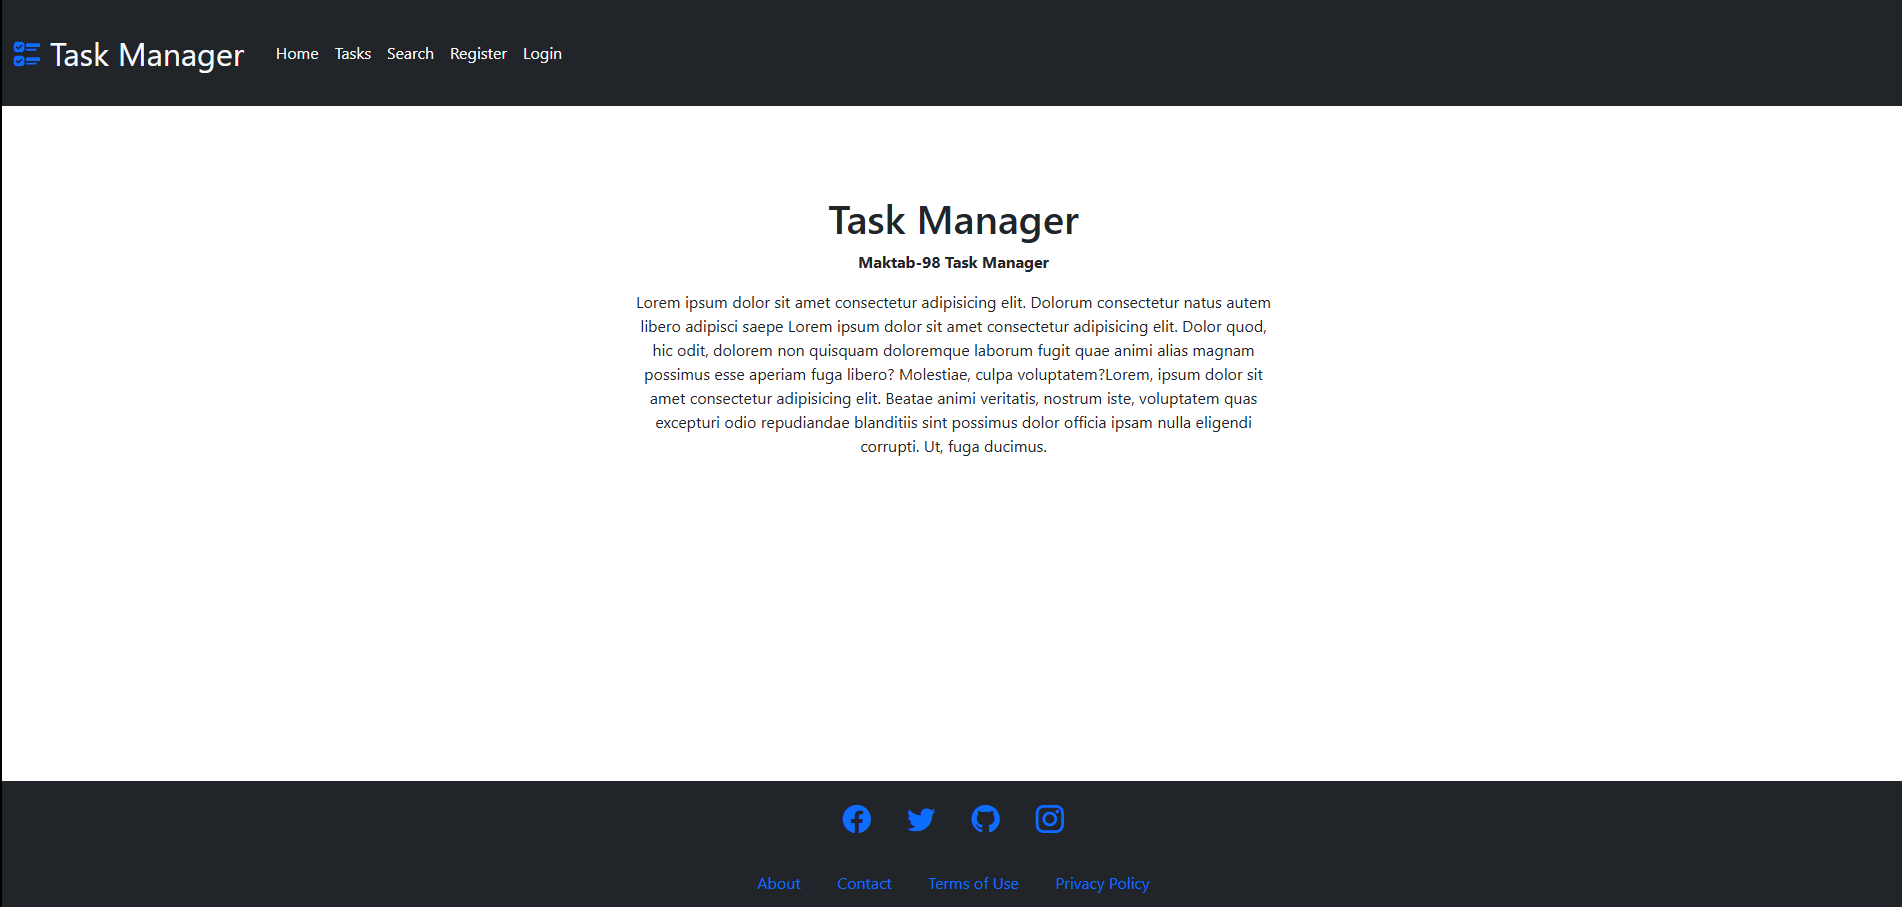 Task Manager
Home Tasks Search Register Login
Task Manager
Maktab-98 Task Manager
Lorem ipsum dolor sit amet consectetur adipisicing elit. Dolorum consectetur natus autem
libero adipisci saepe Lorem ipsum dolor sit amet consectetur adipisicing elit. Dolor quod,
hic odit, dolorem non quisquam doloremque laborum fugit quae animi alias magnam
possimus esse aperiam fuga libero? Molestiae, culpa voluptatem?Lorem, ipsum dolor sit
amet consectetur adipisicing elit. Beatae animi veritatis, nostrum iste, voluptatem quas
excepturi odio repudiandae blanditiis sint possimus dolor officia ipsam nulla eligendi
corrupti. Ut, fuga ducimus.
About Contact Terms of Use Privacy Policy